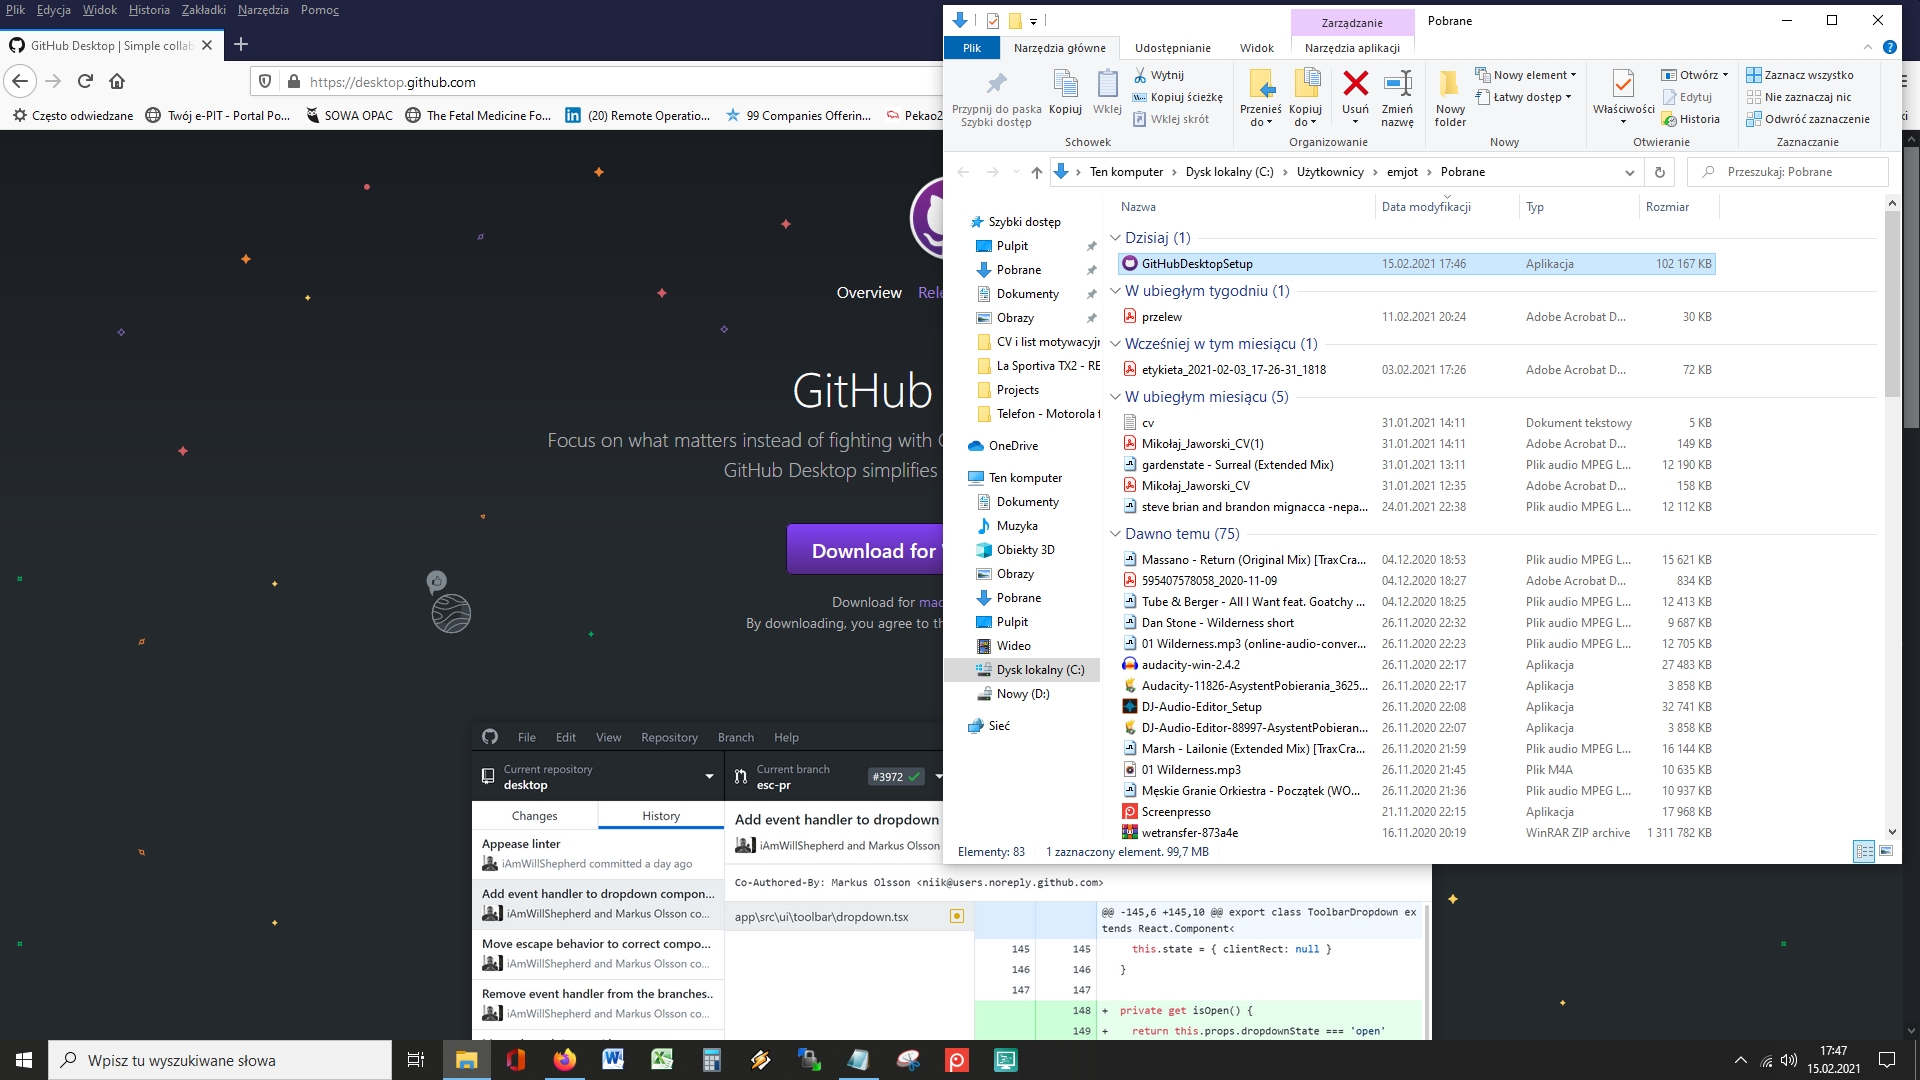 Plik Edycja Widok Historia Zakładki Narzędzia Pomoc
GitHub Desktop | Simple collab
https://desktop.github.com
Często odwiedzane
Twój e-PIT - Portal Po...
SOWA OPAC
The Fetal Medicine Fo...
(20) Remote Operatio...
99 Companies Offerin...
Pekao2
Overview
GitHub
Focus on what matters instead of fighting with
GitHub Desktop simplifies
Download for
Download for mac
By downloading, you agree to th
File Edit View Repository Branch Help
Current repository
desktop
Current branch
esc-pr
#3972
Changes
History
Appease linter
iAmWillShepherd committed a day ago
Add event handler to dropdown compon...
iAmWillShepherd and Markus Olsson co...
Move escape behavior to correct compo...
iAmWillShepherd and Markus Olsson co...
Remove event handler from the branches..
iAmWillShepherd and Markus Olsson co...
Add event handler to dropdown
iAmWillShepherd and Markus Olsson
Co-Authored-By: Markus Olsson <niik@users.noreply.github.com>
app\src\ui\toolbar\dropdown.tsx
@@ -145,6 +145,10 @@ export class ToolbarDropdown ex
tends React.Component<
145 145 this.state = { clientRect: null }
146 146 }
147 147
148 + private get isOpen() {
149 + return this.props.dropdownState === 'open'
Zarządzanie
Pobrane
Plik
Narzędzia główne
Udostępnianie
Widok
Narzędzia aplikacji
Przypnij do paska
Szybki dostęp
Kopiuj
Wklej
Wytnij
Kopiuj ścieżkę
Wklej skrót
Schowek
Przenieś
do
Kopiuj
do
Usuń
Zmień
nazwę
Organizowanie
Nowy
folder
Nowy element
Łatwy dostęp
Nowy
Właściwości
Otwórz
Edytuj
Historia
Otwieranie
Zaznacz wszystko
Nie zaznaczaj nic
Odwróć zaznaczenie
Zaznaczanie
Ten komputer
Dysk lokalny (C:)
Użytkownicy
emjot
Pobrane
Przeszukaj: Pobrane
Szybki dostęp
Pulpit
Pobrane
Dokumenty
Obrazy
CV i list motywacyjn
La Sportiva TX2 - RE
Projects
Telefon - Motorola
OneDrive
Ten komputer
Dokumenty
Muzyka
Obiekty 3D
Obrazy
Pobrane
Pulpit
Wideo
Dysk lokalny (C:)
Nowy (D:)
Sieć
Nazwa Data modyfikacji Typ Rozmiar
Dzisiaj (1)
GitHubDesktopSetup 15.02.2021 17:46 Aplikacja 102 167 KB
W ubiegłym tygodniu (1)
przelew 11.02.2021 20:24 Adobe Acrobat D... 30 KB
Wcześniej w tym miesiącu (1)
etykieta_2021-02-03_17-26-31_1818 03.02.2021 17:26 Adobe Acrobat D... 72 KB
W ubiegłym miesiącu (5)
cv 31.01.2021 14:11 Dokument tekstowy 5 KB
Mikołaj_Jaworski_CV(1) 31.01.2021 14:11 Adobe Acrobat D... 149 KB
gardenstate - Surreal (Extended Mix) 31.01.2021 13:11 Plik audio MPEG L... 12 190 KB
Mikołaj_Jaworski_CV 31.01.2021 12:35 Adobe Acrobat D... 158 KB
steve brian and brandon mignacca -nepa... 24.01.2021 22:38 Plik audio MPEG L... 12 112 KB
Dawno temu (75)
Massano - Return (Original Mix) [TraxCra... 04.12.2020 18:53 Plik audio MPEG L... 15 621 KB
595407578058_2020-11-09 04.12.2020 18:27 Adobe Acrobat D... 834 KB
Tube & Berger - All I Want feat. Goatchy ... 04.12.2020 18:25 Plik audio MPEG L... 12 413 KB
Dan Stone - Wilderness short 26.11.2020 22:32 Plik audio MPEG L... 9 687 KB
01 Wilderness.mp3 (online-audio-conver... 26.11.2020 22:23 Plik audio MPEG L... 12 705 KB
audacity-win-2.4.2 26.11.2020 22:17 Aplikacja 27 483 KB
Audacity-11826-AsystentPobierania_3625... 26.11.2020 22:17 Aplikacja 3 858 KB
DJ-Audio-Editor_Setup 26.11.2020 22:08 Aplikacja 32 741 KB
DJ-Audio-Editor-88997-AsystentPobieran... 26.11.2020 22:07 Aplikacja 3 858 KB
Marsh - Lailonie (Extended Mix) [TraxCra... 26.11.2020 21:59 Plik audio MPEG L... 16 144 KB
01 Wilderness.mp3 26.11.2020 21:45 Plik M4A 10 635 KB
Męskie Granie Orkiestra - Początek (WO... 26.11.2020 21:36 Plik audio MPEG L... 10 937 KB
Screenpresso 21.11.2020 22:15 Aplikacja 17 968 KB
wetransfer-873a4e 16.11.2020 20:19 WinRAR ZIP archive 1 311 782 KB
Elementy: 83 1 zaznaczony element. 99,7 MB
Wpisz tu wyszukiwane słowa
17:47
15.02.2021